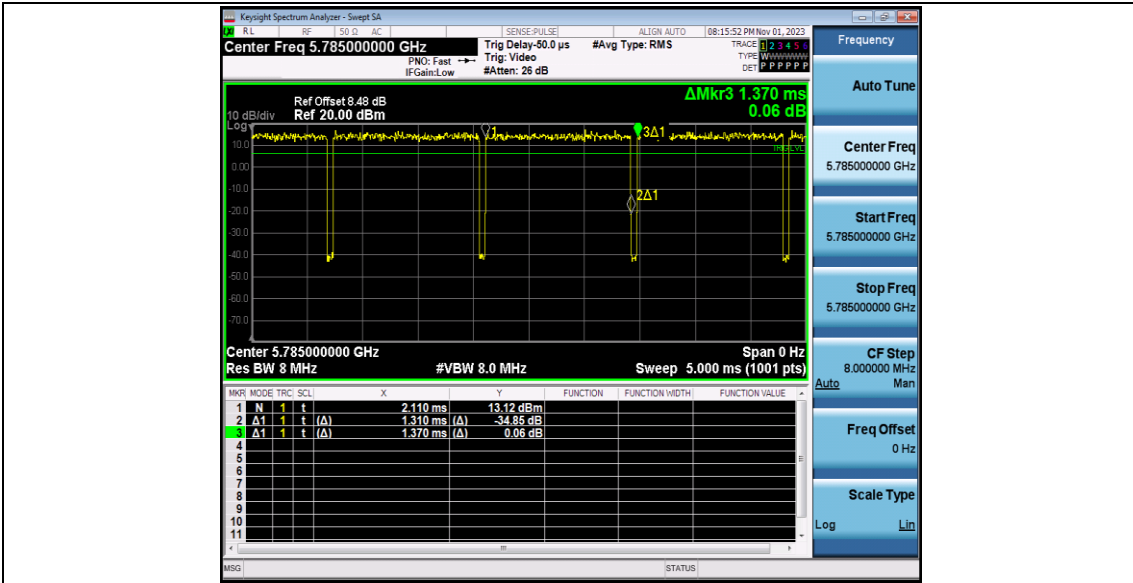 Keysight Spectrum Analyzer - Swept SA
RL RF 50 Ω AC SENSE:PULSE ALIGN AUTO 08:15:52 PM Nov 01, 2023
Center Freq 5.785000000 GHz Trig Delay-50.0 µs #Avg Type: RMS TRACE 1 2 3 4 5 6
PNO: Fast Trig: Video TYPE WWWWWW
IFGain:Low #Atten: 26 dB DET P P P P P P
ΔMkr3 1.370 ms
0.06 dB
Ref Offset 8.48 dB
10 dB/div Ref 20.00 dBm
Log
1 3Δ1
TRIG LVL
10.0
0.00
-10.0
2Δ1
-20.0
-30.0
-40.0
-50.0
-60.0
-70.0
Center 5.785000000 GHz Span 0 Hz
Res BW 8 MHz #VBW 8.0 MHz Sweep 5.000 ms (1001 pts)
MKR MODE TRC SCL X Y FUNCTION FUNCTION WIDTH FUNCTION VALUE
1 N 1 t 2.110 ms 13.12 dBm
2 Δ1 1 t (Δ) 1.310 ms (Δ) -34.85 dB
3 Δ1 1 t (Δ) 1.370 ms (Δ) 0.06 dB
4
5
6
7
8
9
10
11
MSG STATUS
Frequency
Auto Tune
Center Freq
5.785000000 GHz
Start Freq
5.785000000 GHz
Stop Freq
5.785000000 GHz
CF Step
8.000000 MHz
Auto Man
Freq Offset
0 Hz
Scale Type
Log Lin